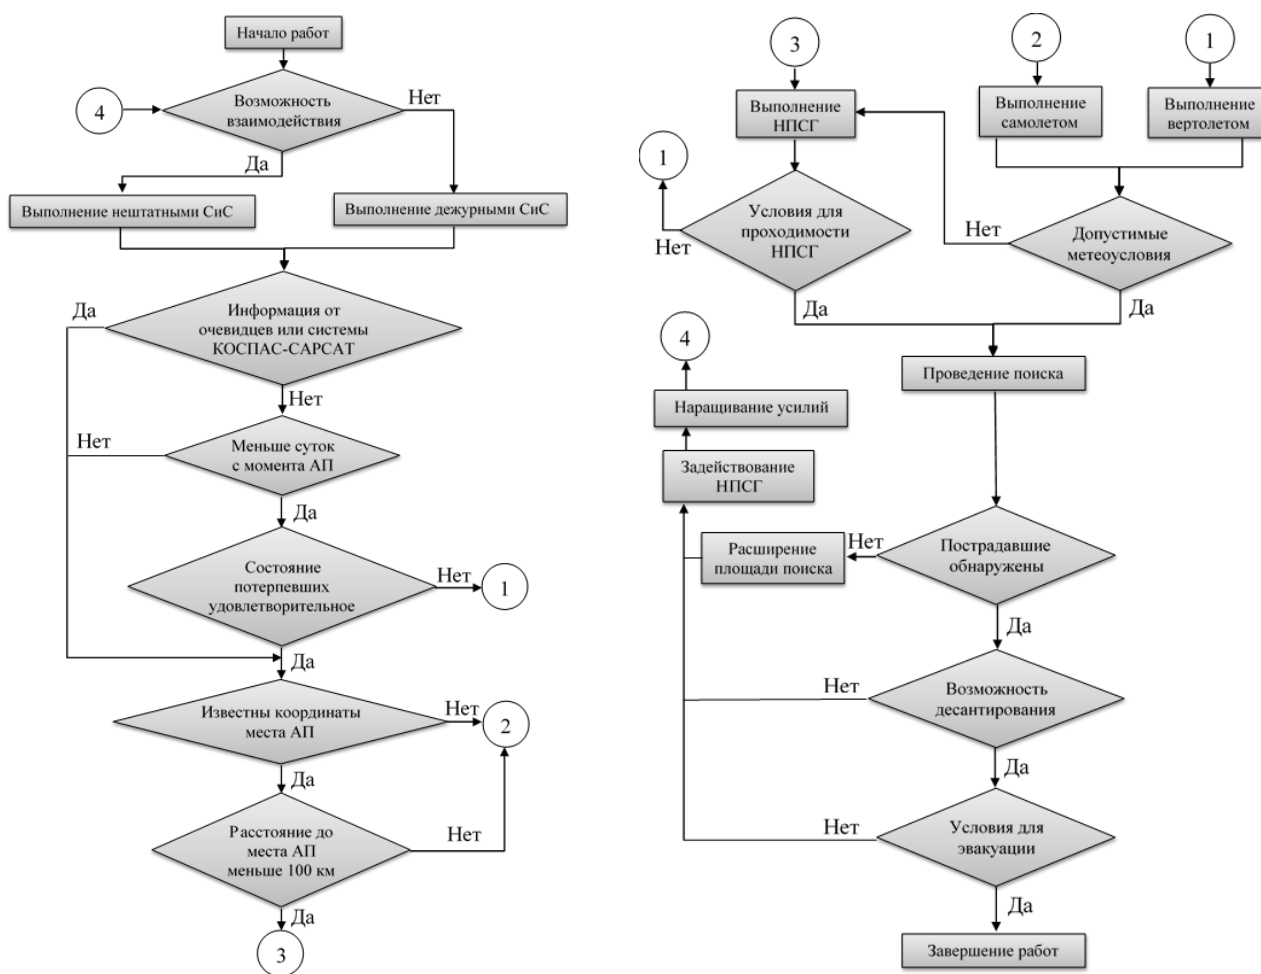 Начало работ
4
Возможность
взаимодействия
Нет
Да
Выполнение нештатными СиС
Выполнение дежурными СиС
Да
Информация от
очевидцев или системы
КОСПАС-САРСАТ
Нет
Нет
Меньше суток
с момента АП
Да
Состояние
потерпевших
удовлетворительное
Нет
1
Да
Известны координаты
места АП
Нет
2
Да
Расстояние до
места АП
меньше 100 км
Нет
Да
3
3
2
1
Выполнение
НПСГ
Выполнение
самолетом
Выполнение
вертолетом
1
Условия для
проходимости
НПСГ
Нет
Нет
Допустимые
метеоусловия
Да
Да
4
Проведение поиска
Наращивание усилий
Задействование
НПСГ
Расширение
площади поиска
Нет
Пострадавшие
обнаружены
Да
Нет
Возможность
десантирования
Да
Нет
Условия для
эвакуации
Да
Завершение работ